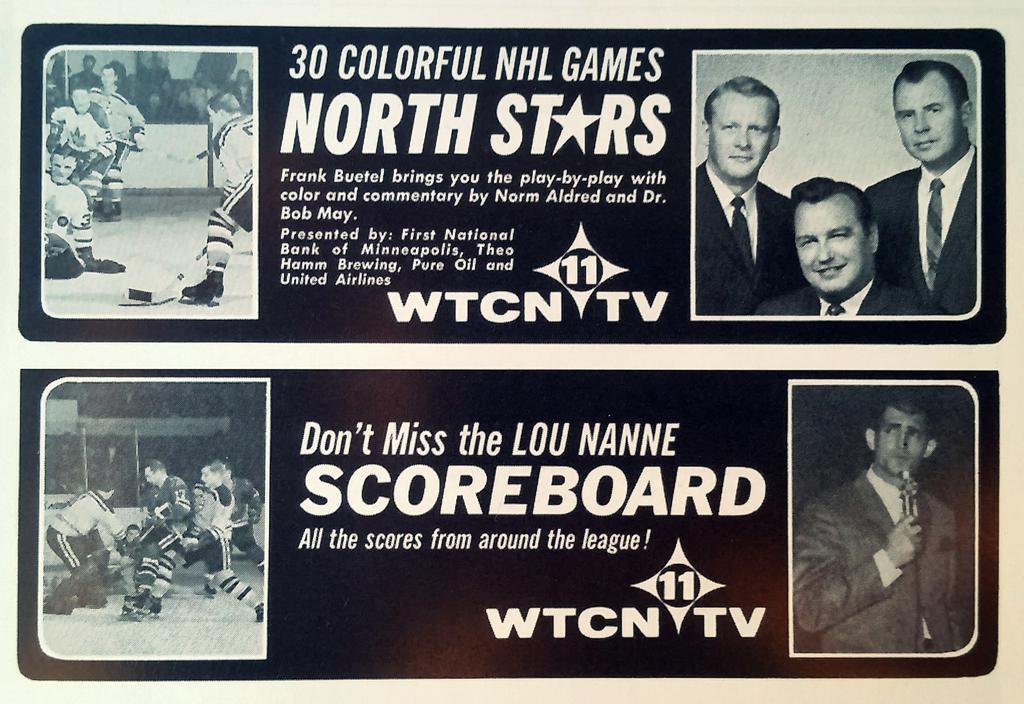 30 COLORFUL NHL GAMES
NORTH STARS
Frank Buetel brings you the play-by-play with
color and commentary by Norm Aldred and Dr.
Bob May.
Presented by: First National
Bank of Minneapolis, Theo
Hamm Brewing, Pure Oil and
United Airlines
11
WTCN TV
Don't Miss the LOU NANNE
SCOREBOARD
All the scores from around the league!
11
WTCN TV